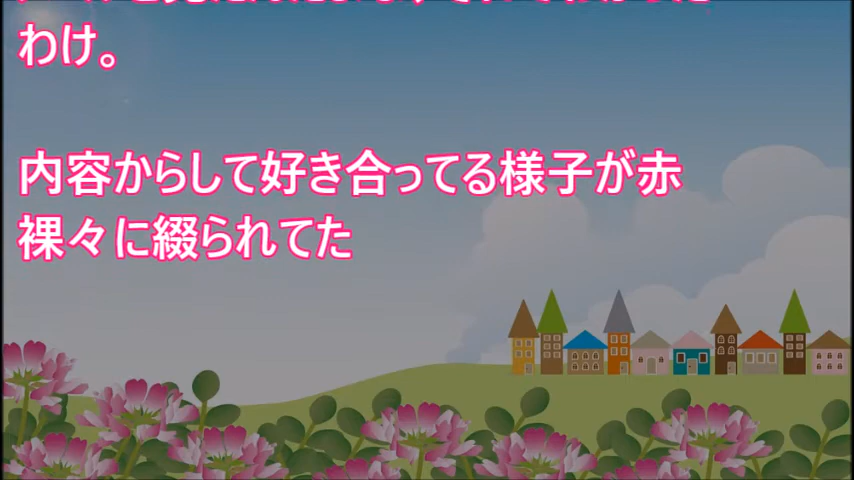 わけ。
内容からして好き合ってる様子が赤
裸々に綴られてた